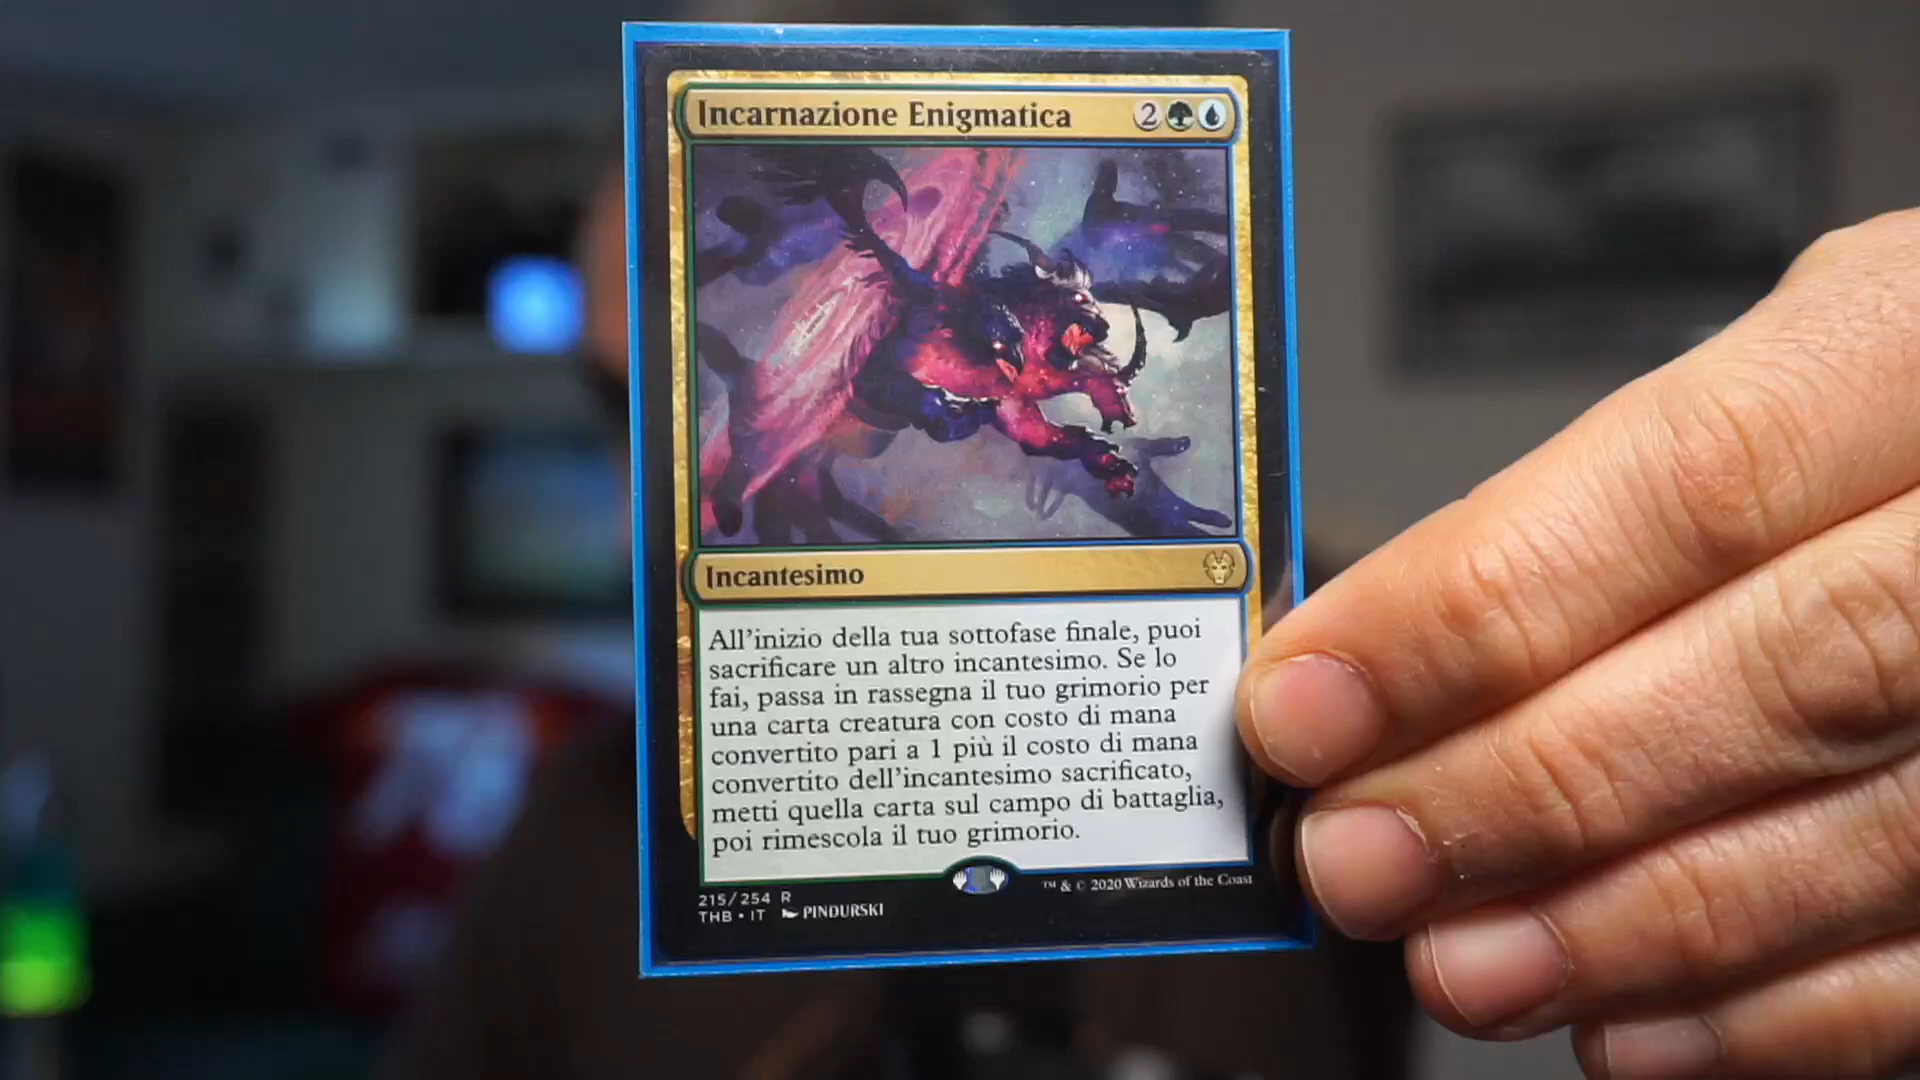 Incarnazione Enigmatica 2
Incantesimo
All'inizio della tua sottofase finale, puoi
sacrificare un altro incantesimo. Se lo
fai, passa in rassegna il tuo grimorio per
una carta creatura con costo di mana
convertito pari a 1 più il costo di mana
convertito dell'incantesimo sacrificato,
metti quella carta sul campo di battaglia,
poi rimescola il tuo grimorio.
215/254 R
THB • IT PINDURSKI
™ & © 2020 Wizards of the Coast